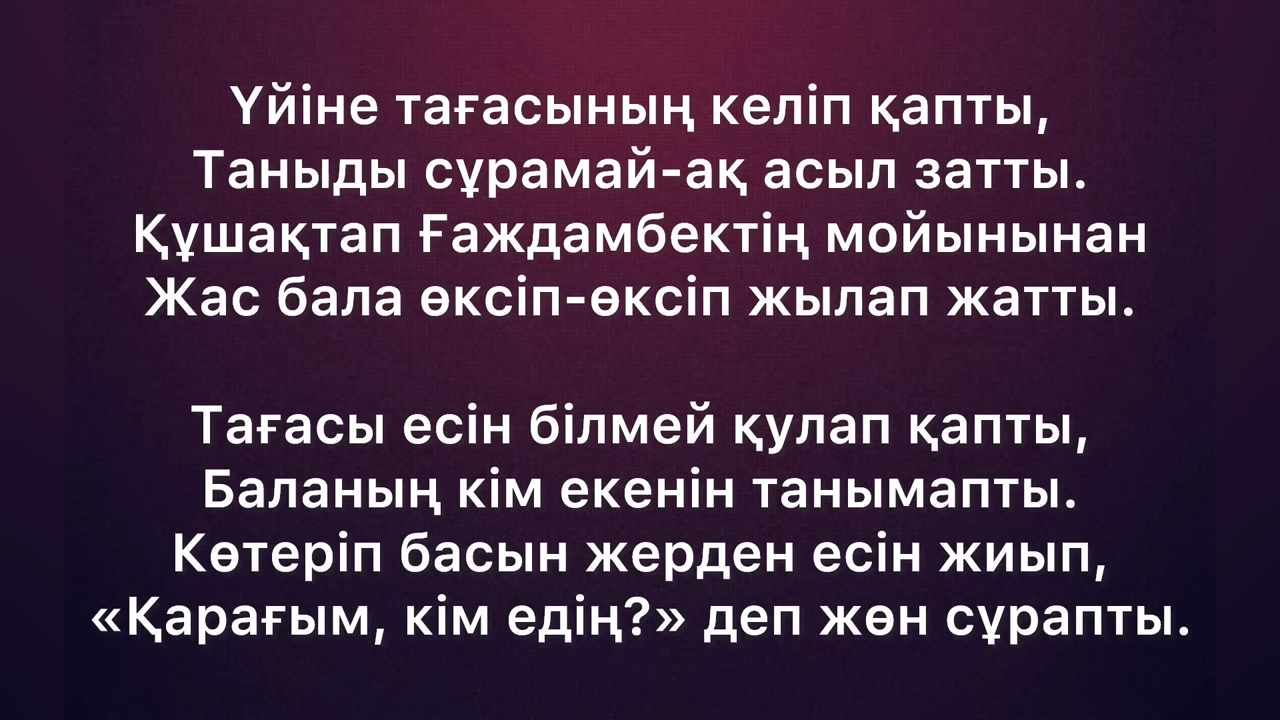 Үйіне тағасының келіп қапты,
Таныды сұрамай-ақ асыл затты.
Құшақтап Ғаждамбектің мойынынан
Жас бала өксіп-өксіп жылап жатты.
Тағасы есін білмей құлап қапты,
Баланың кім екенін танымапты.
Көтеріп басын жерден есін жиып,
«Қарағым, кім едің?» деп жөн сұрапты.